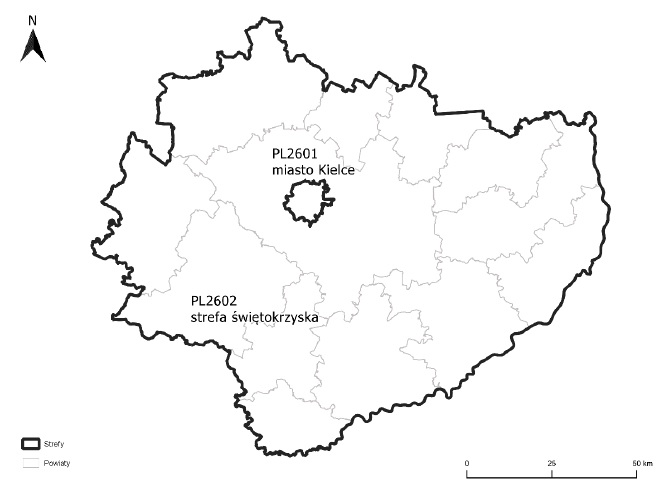 N
PL2601
miasto Kielce
PL2602
strefa świętokrzyska
Strefy
Powiaty
0 25 50 km